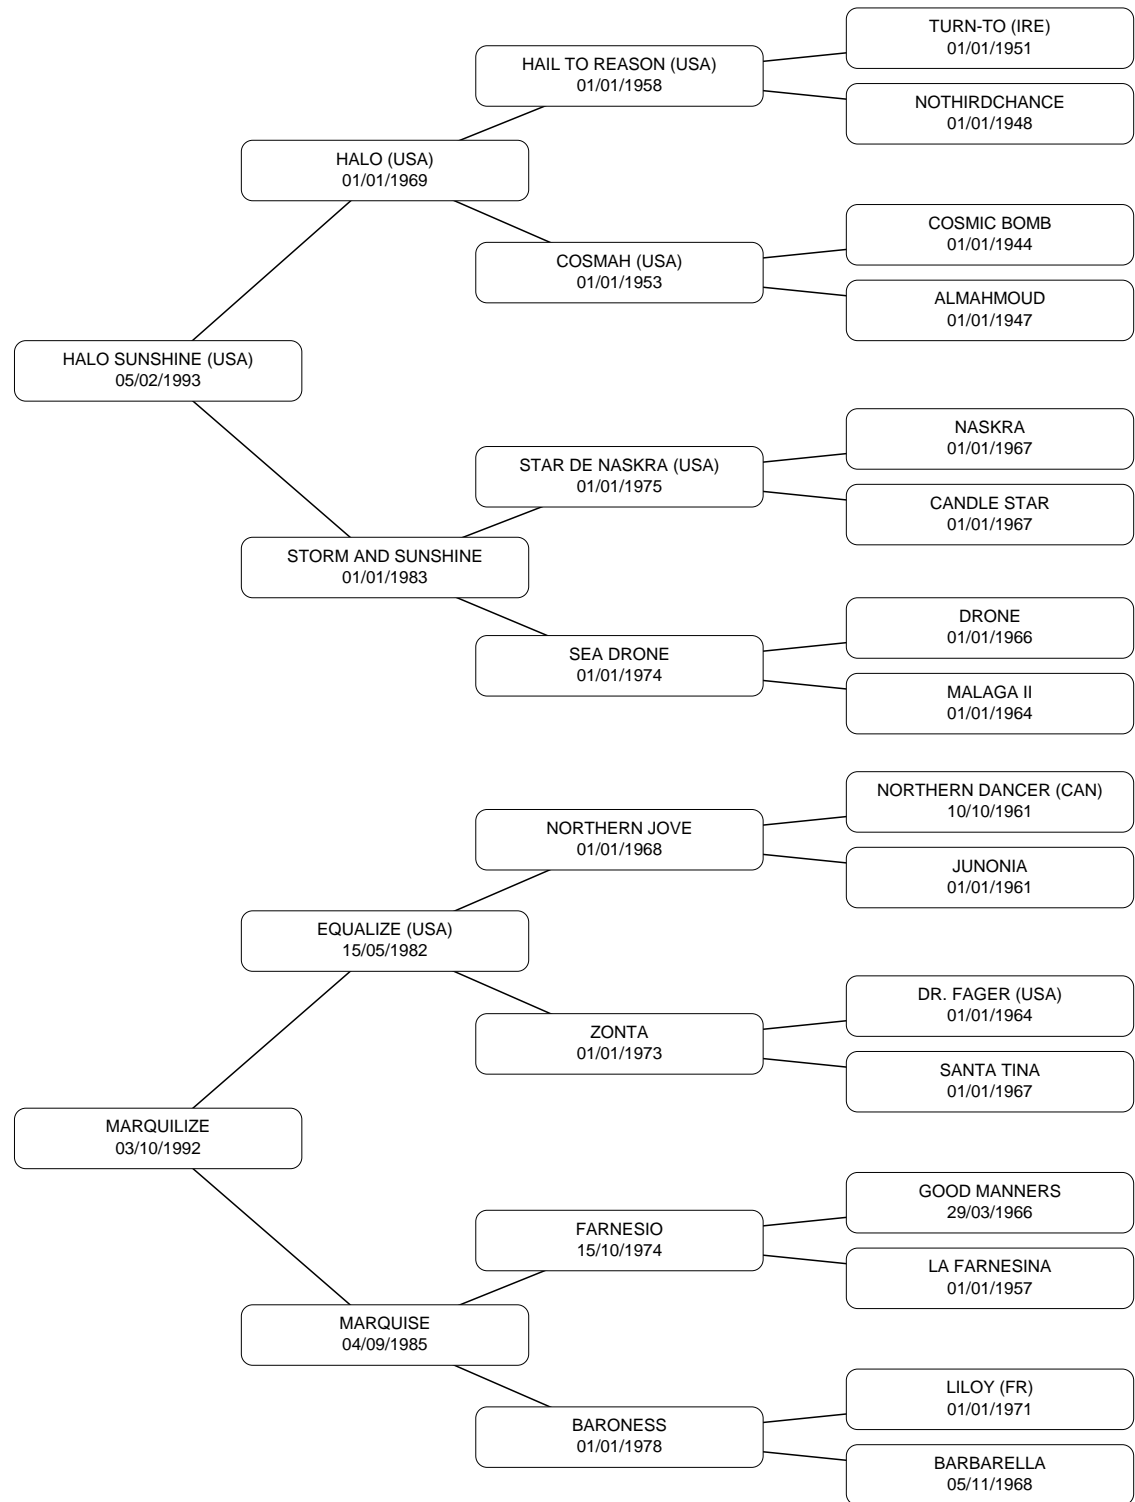 TURN-TO (IRE)
01/01/1951
HAIL TO REASON (USA)
01/01/1958
NOTHIRDCHANCE
01/01/1948
HALO (USA)
01/01/1969
COSMIC BOMB
01/01/1944
COSMAH (USA)
01/01/1953
ALMAHMOUD
01/01/1947
HALO SUNSHINE (USA)
05/02/1993
NASKRA
01/01/1967
STAR DE NASKRA (USA)
01/01/1975
CANDLE STAR
01/01/1967
STORM AND SUNSHINE
01/01/1983
DRONE
01/01/1966
SEA DRONE
01/01/1974
MALAGA II
01/01/1964
NORTHERN DANCER (CAN)
10/10/1961
NORTHERN JOVE
01/01/1968
JUNONIA
01/01/1961
EQUALIZE (USA)
15/05/1982
DR. FAGER (USA)
01/01/1964
ZONTA
01/01/1973
SANTA TINA
01/01/1967
MARQUILIZE
03/10/1992
GOOD MANNERS
29/03/1966
FARNESIO
15/10/1974
LA FARNESINA
01/01/1957
MARQUISE
04/09/1985
LILOY (FR)
01/01/1971
BARONESS
01/01/1978
BARBARELLA
05/11/1968